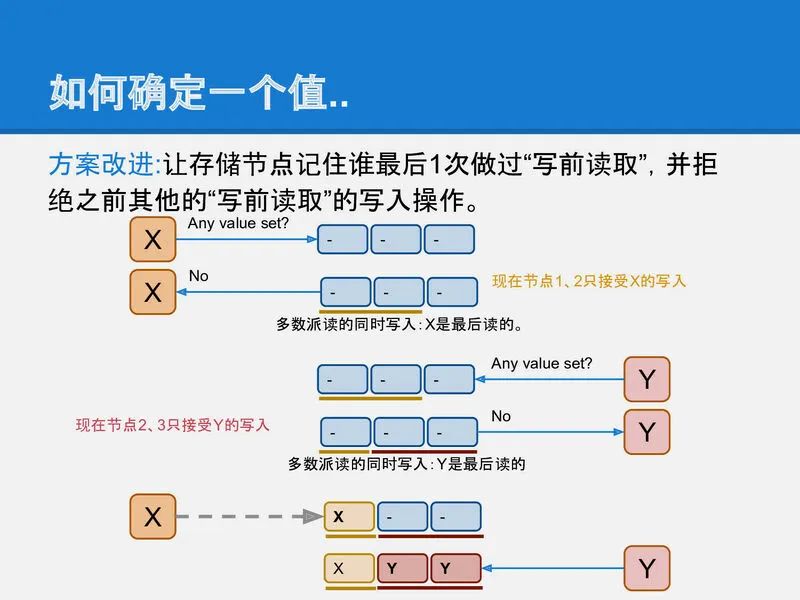 如何确定一个值..
方案改进:让存储节点记住谁最后1次做过“写前读取”, 并拒
绝之前其他的“写前读取”的写入操作。
X
Any value set?
- - -
X
No
- - -
现在节点1、2只接受X的写入
多数派读的同时写入：X是最后读的。
- - -
Any value set?
Y
现在节点2、3只接受Y的写入
- - -
No
Y
多数派读的同时写入：Y是最后读的
X
X - -
X Y Y
Y